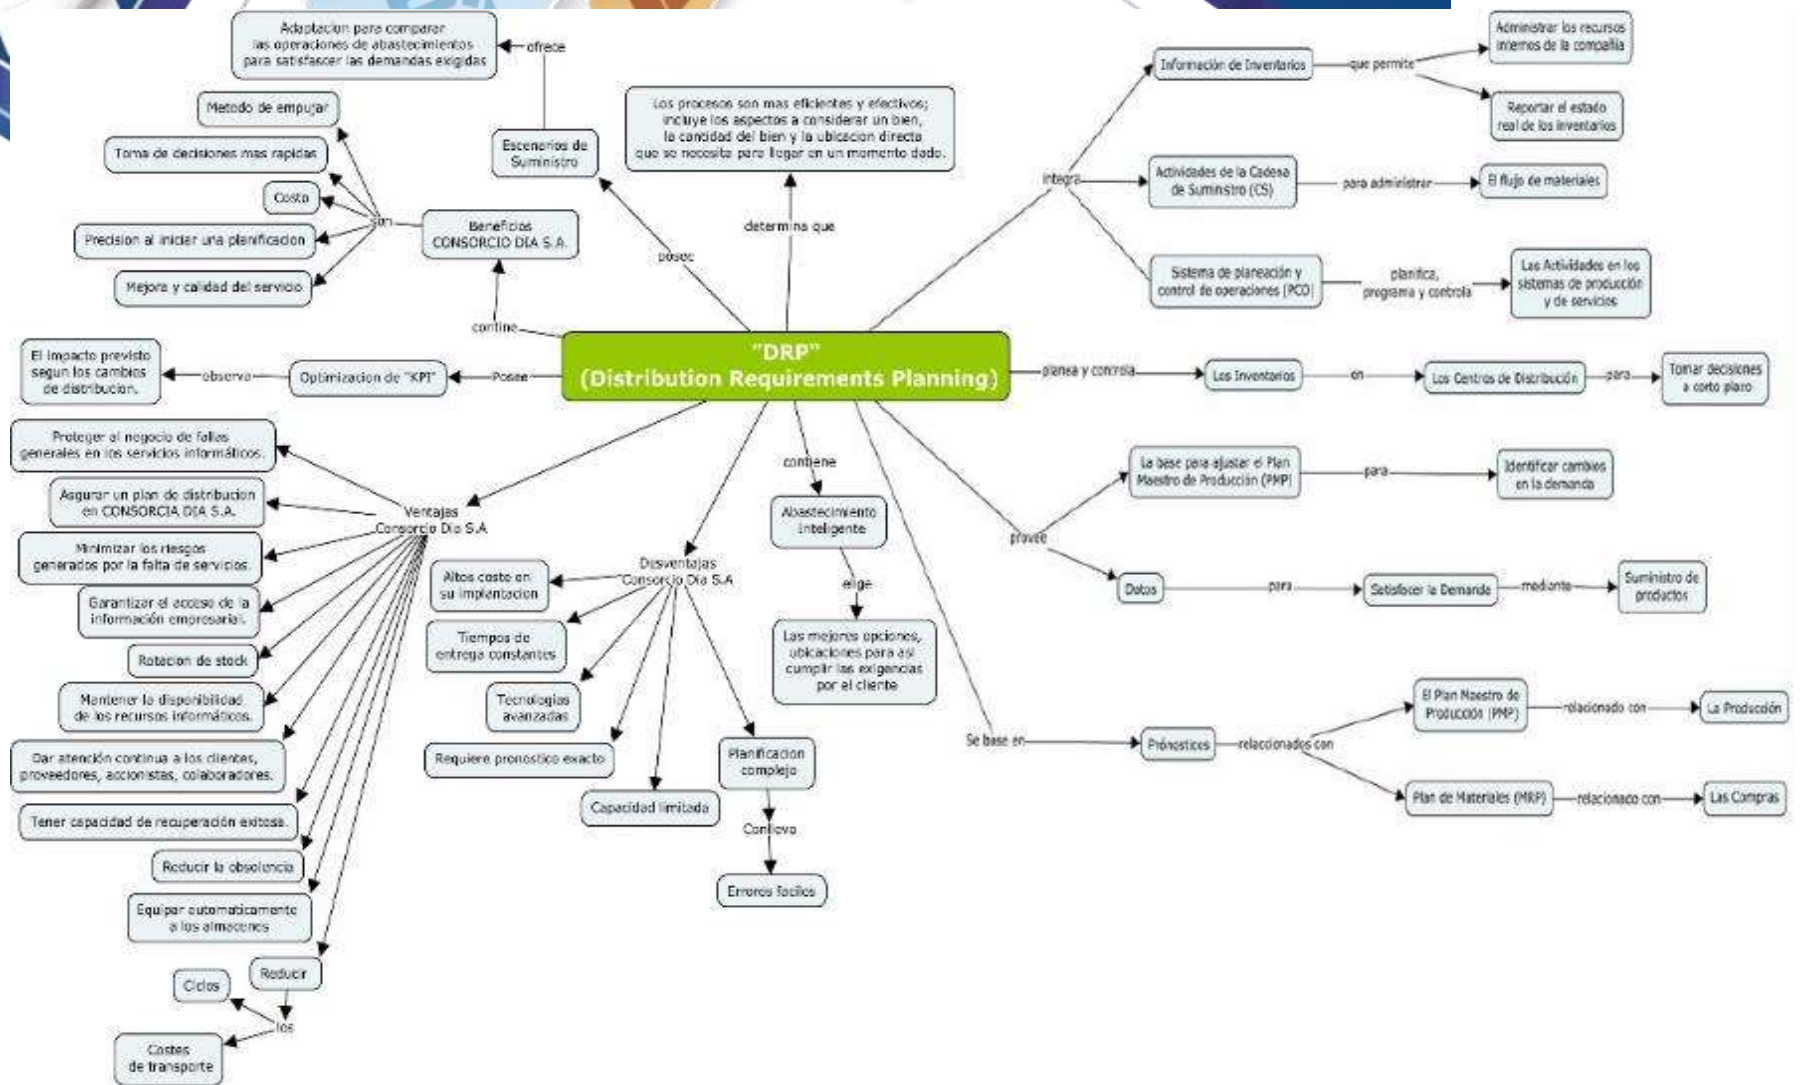 Adaptacion para comparar
las operaciones de abastecimientos
para satisfascer las demandas exigidas
ofrece
Escenarios de
Suministro
posee
Metodo de empujar
Toma de decisiones mas rapidas
Costo
Precision al iniciar una planificacion
Mejora y calidad del servicio
son
Beneficios
CONSORCIO DIA S.A.
contine
Los procesos son mas eficientes y efectivos;
incluye los aspectos a considerar un bien,
la cantidad del bien y la ubicacion directa
que se necesita para llegar en un momento dado.
determina que
Información de Inventarios
que permite
Administrar los recursos
internos de la compañía
Reportar el estado
real de los inventarios
integra
Actividades de la Cadena
de Suministro (CS)
para administrar
El flujo de materiales
Sistema de planeación y
control de operaciones (PCO)
planifica,
programa y controla
Las Actividades en los
sistemas de producción
y de servicios
"DRP"
(Distribution Requirements Planning)
El impacto previsto
segun los cambios
de distribucion.
observa
Optimizacion de "KPI"
Posee
planea y controla
Los Inventarios
en
Los Centros de Distribución
para
Tomar decisiones
a corto plazo
Proteger al negocio de fallas
generales en los servicios informáticos.
Asgurar un plan de distribucion
en CONSORCIA DIA S.A.
Minimizar los riesgos
generados por la falta de servicios.
Garantizar el acceso de la
información empresarial.
Rotacion de stock
Mantener la disponibilidad
de los recursos informáticos.
Dar atención continua a los clientes,
proveedores, accionistas, colaboradores.
Tener capacidad de recuperación exitosa.
Reducir la obsolencia
Equipar automaticamente
a los almacenes
Reducir
los
Ciclos
Costes
de transporte
Ventajas
Consorcio Dia S.A
Desventajas
Consorcio Dia S.A
Altos costo en
su implantacion
Tiempos de
entrega constantes
Tecnologias
avanzadas
Requiere pronostico exacto
Capacidad limitada
Planificacion
complejo
Conlleva
Errores faciles
contiene
Abastecimiento
Inteligente
elige
Las mejores opciones,
ubicaciones para asi
cumplir las exigencias
por el cliente
provee
La base para ajustar el Plan
Maestro de Producción (PMP)
para
Identificar cambios
en la demanda
Datos
para
Satisfacer la Demanda
mediante
Suministro de
productos
Se base en
Prónosticos
relaccionados con
El Plan Maestro de
Producción (PMP)
relacionado con
La Producción
Plan de Materiales (MRP)
relacionado con
Las Compras